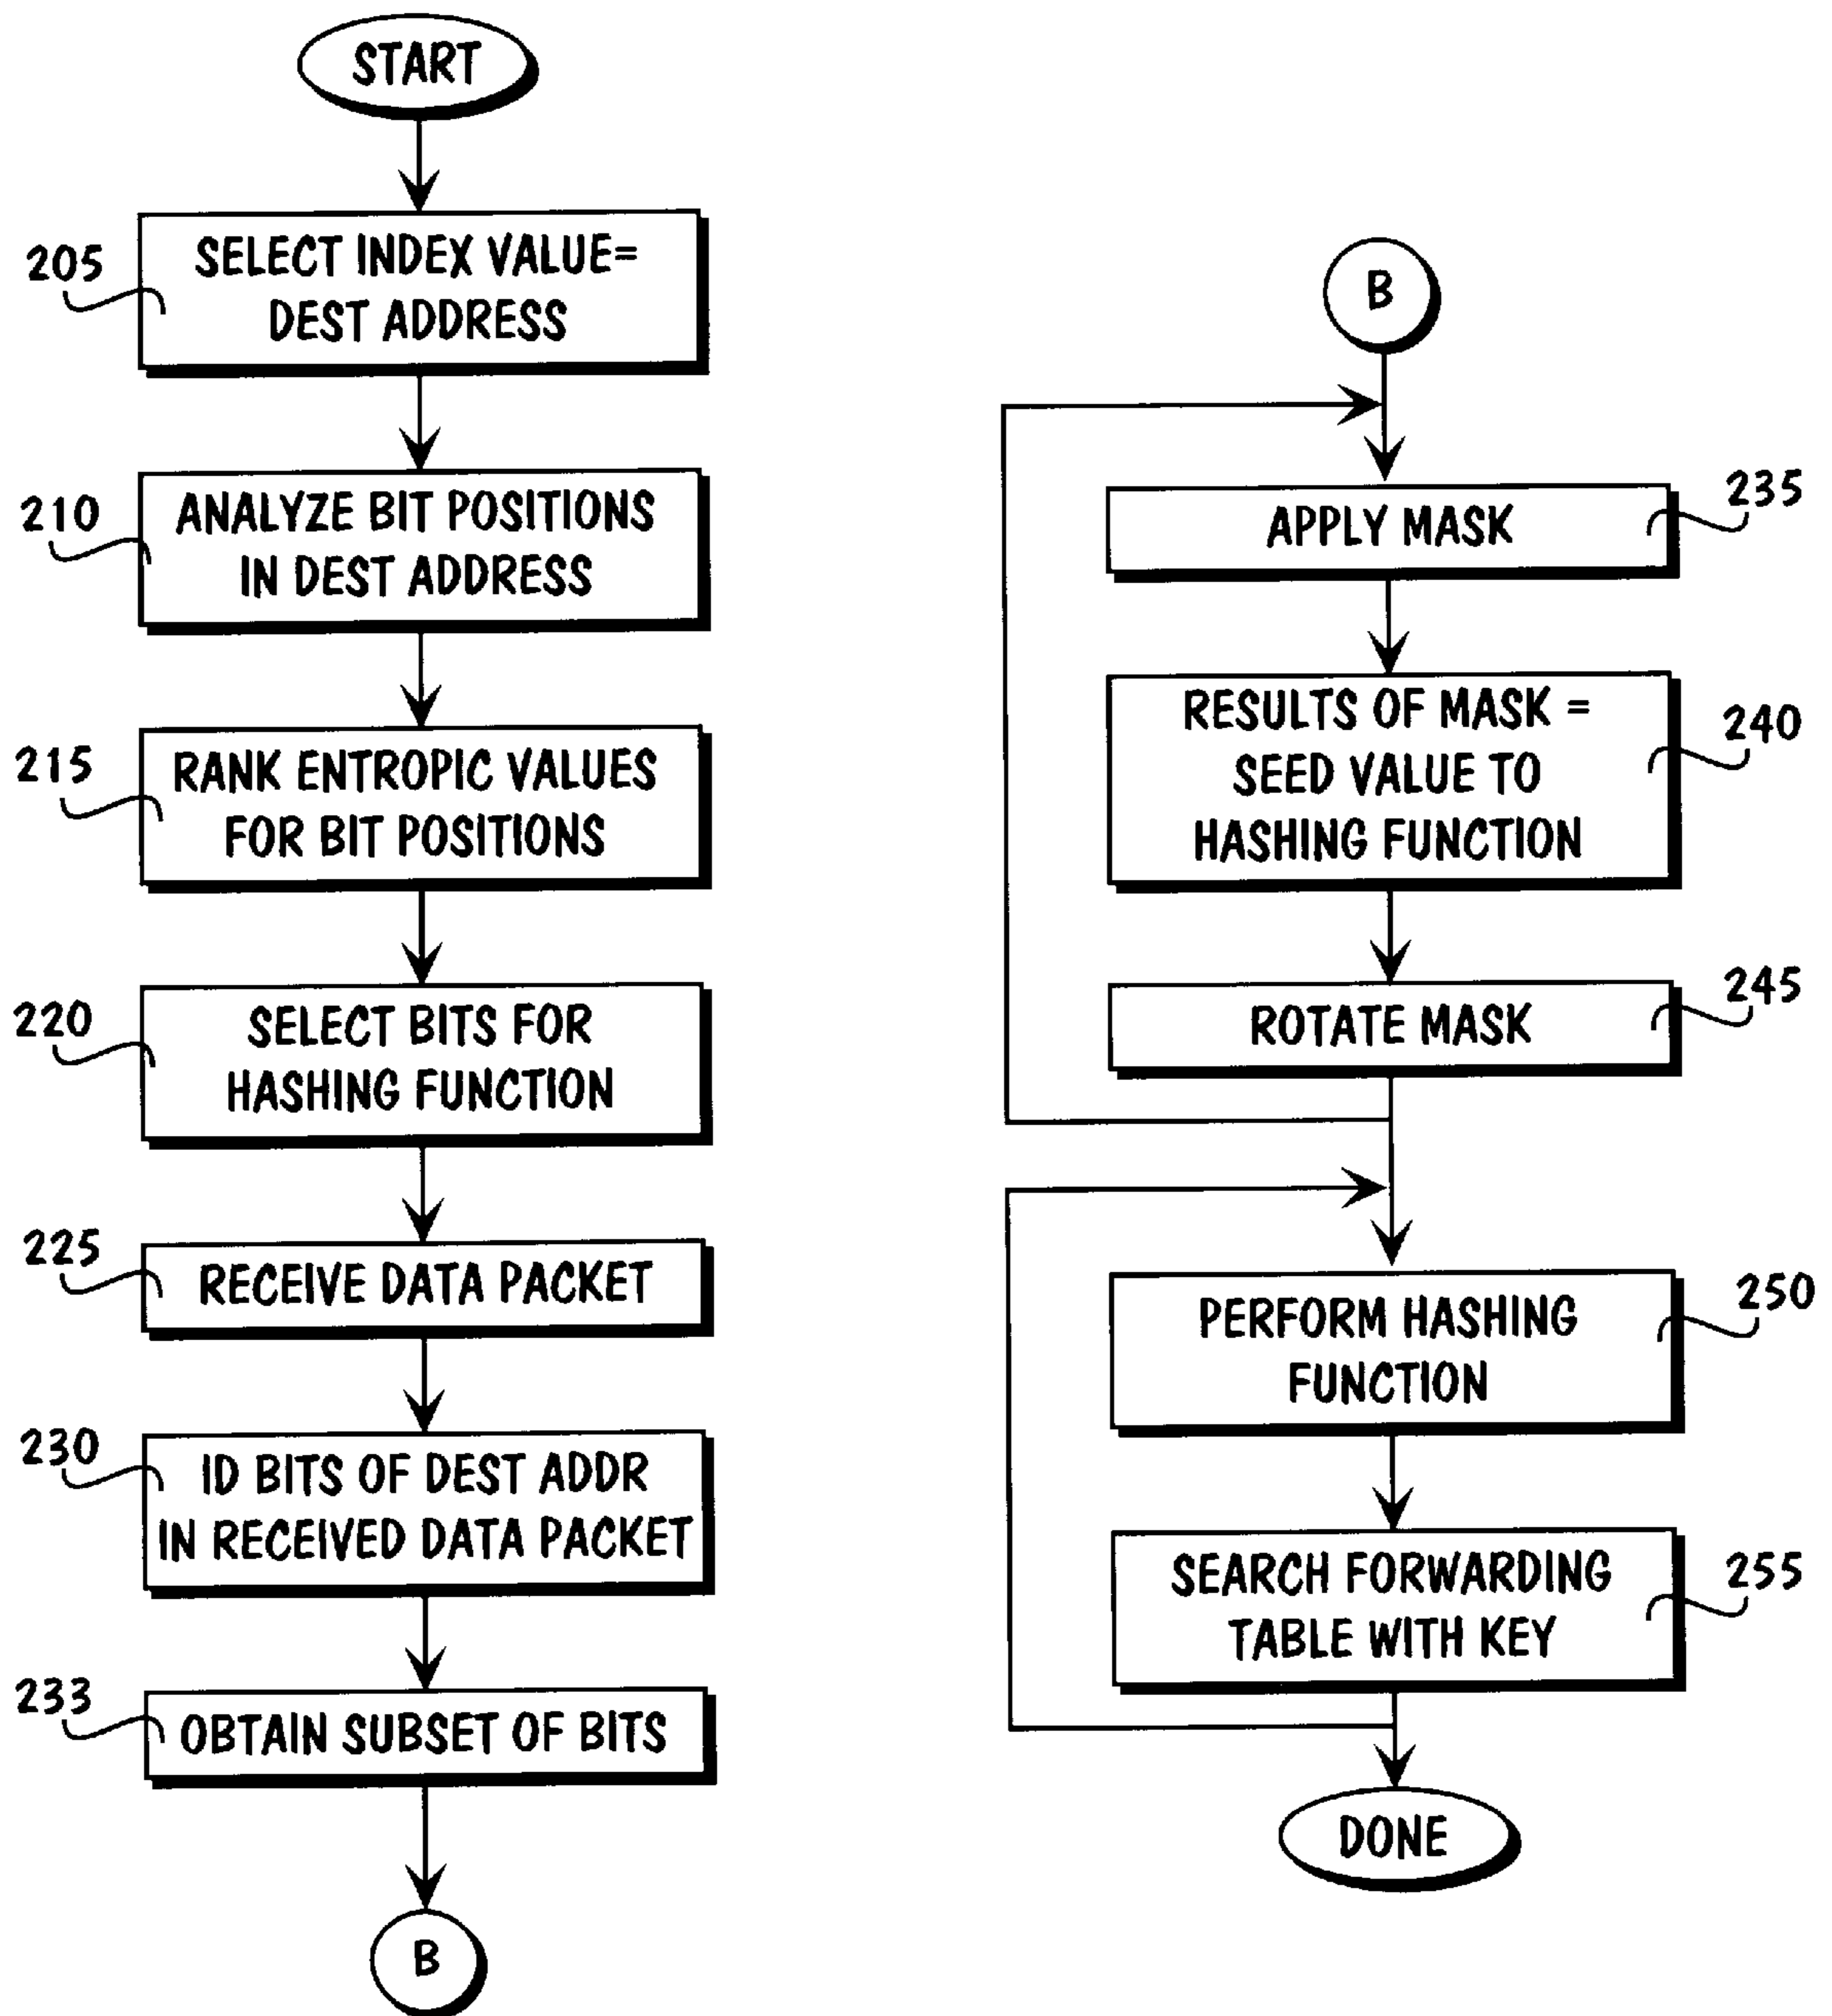 START
205
SELECT INDEX VALUE=
DEST ADDRESS
210
ANALYZE BIT POSITIONS
IN DEST ADDRESS
215
RANK ENTROPIC VALUES
FOR BIT POSITIONS
220
SELECT BITS FOR
HASHING FUNCTION
225
RECEIVE DATA PACKET
230
ID BITS OF DEST ADDR
IN RECEIVED DATA PACKET
233
OBTAIN SUBSET OF BITS
B
B
235
APPLY MASK
240
RESULTS OF MASK =
SEED VALUE TO
HASHING FUNCTION
245
ROTATE MASK
250
PERFORM HASHING
FUNCTION
255
SEARCH FORWARDING
TABLE WITH KEY
DONE